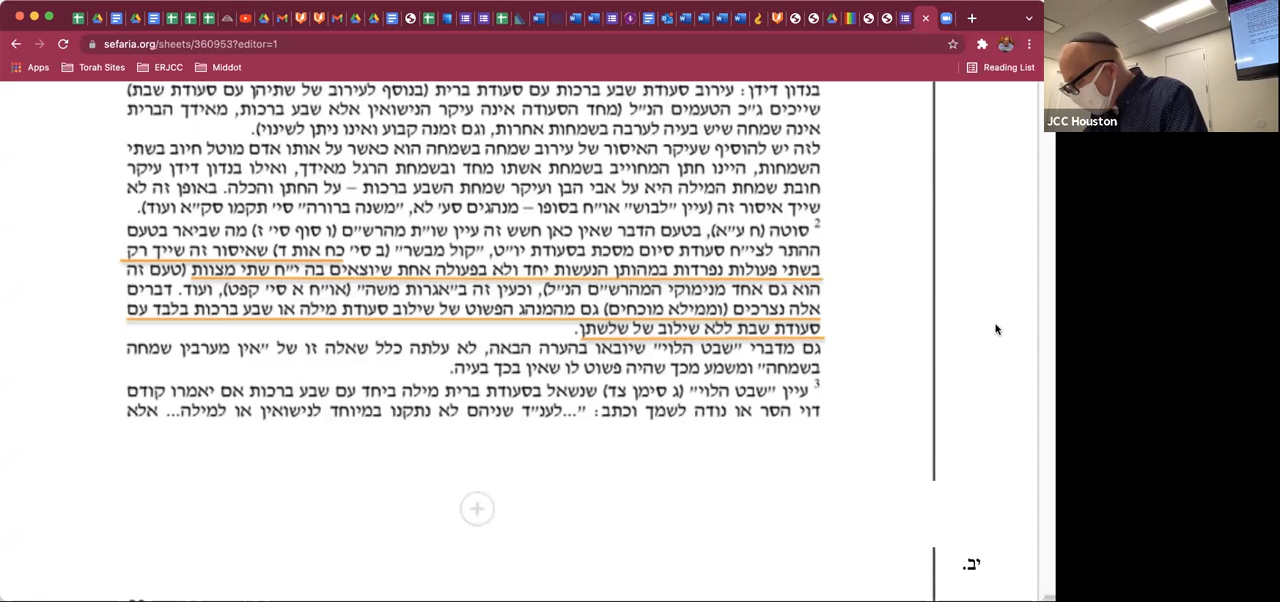 sefaria.org/sheets/360953?editor=1
Apps Torah Sites ERJCC Middot Reading List
JCC Houston
בנדון דידן: עירוב סעודת שבע ברכות עם סעודת ברית (בנוסף לעירוב של שתיהן עם סעודת שבת)
שייכים ג״כ הטעמים הנ״ל (מחד הסעודה אינה עיקר הנישואין אלא שבע ברכות, מאידך הברית
אינה שמחה שיש בעיה לערבה בשמחות אחרות, וגם זמנה קבוע ואינו ניתן לשינוי).
לזה יש להוסיף שעיקר האיסור של עירוב שמחה בשמחה הוא כאשר על אותו אדם מוטל חיוב בשתי
השמחות, היינו חתן המחוייב בשמחת אשתו מחד ובשמחת הרגל מאידך, ואילו בנדון דידן עיקר
חובת שמחת המילה היא על אבי הבן ועיקר שמחת השבע ברכות – על החתן והכלה. באופן זה לא
שייך איסור זה (עיין ״לבוש״ או״ח בסופו – מנהגים סע׳ לא, ״משנה ברורה״ סי׳ תקמו סק״א ועוד).
2 סוטה (ח ע״א), בטעם הדבר שאין כאן חשש זה עיין שו״ת מהרש״ם (ו סוף סי׳ ז) מה שביאר בטעם
ההתר לצי״ח סעודת סיום מסכת בסעודת יו״ט, ״קול מבשר״ (ב סי׳ כח אות ד) שאיסור זה שייך רק
בשתי פעולות נפרדות במהותן הנעשות יחד ולא בפעולה אחת שיוצאים בה י״ח שתי מצוות (טעם זה
הוא גם אחד מנימוקי המהרש״ם הנ״ל), וכעין זה ב״אגרות משה״ (או״ח א סי׳ קפט), ועוד. דברים
אלה נצרכים (וממילא מוכחים) גם מהמנהג הפשוט של שילוב סעודת מילה או שבע ברכות בלבד עם
סעודת שבת ללא שילוב של שלשתן.
גם מדברי ״שבט הלוי״ שיובאו בהערה הבאה, לא עלתה כלל שאלה זו של ״אין מערבין שמחה
בשמחה״ ומשמע מכך שהיה פשוט לו שאין בכך בעיה.
3 עיין ״שבט הלוי״ (ג סימן צד) שנשאל בסעודת ברית מילה ביחד עם שבע ברכות אם יאמרו קודם
דוי הסר או נודה לשמך וכתב: ״...לענ״ד שניהם לא נתקנו במיוחד לנישואין או למילה... אלא
יב.